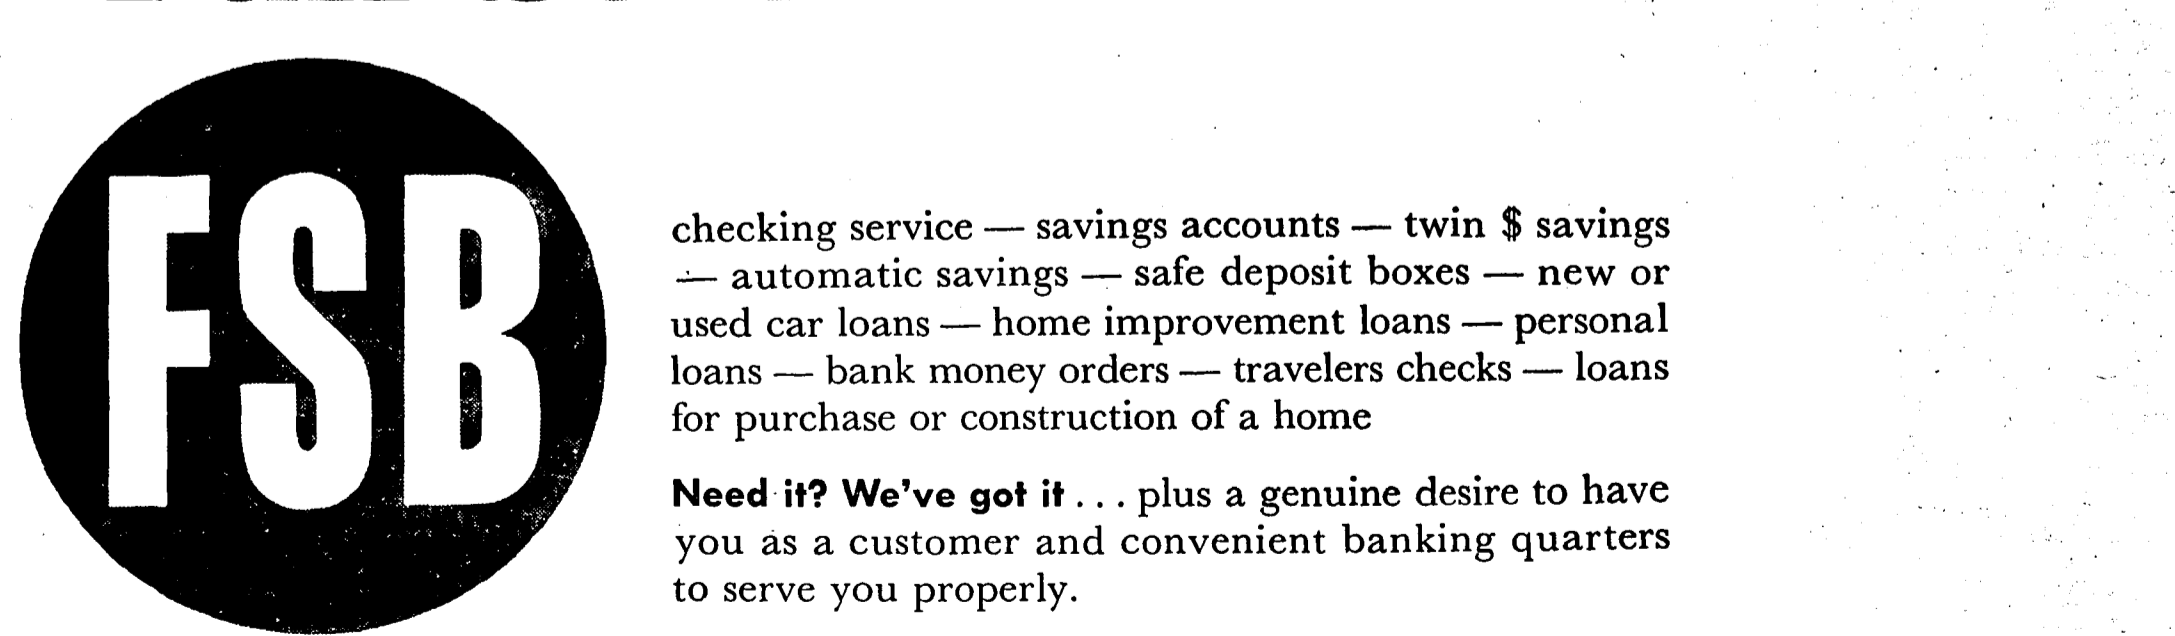 FSB
checking service — savings accounts — twin $ savings
— automatic savings — safe deposit boxes — new or
used car loans — home improvement loans — personal
loans — bank money orders — travelers checks — loans
for purchase or construction of a home
Need it? We've got it . . . plus a genuine desire to have
you as a customer and convenient banking quarters
to serve you properly.